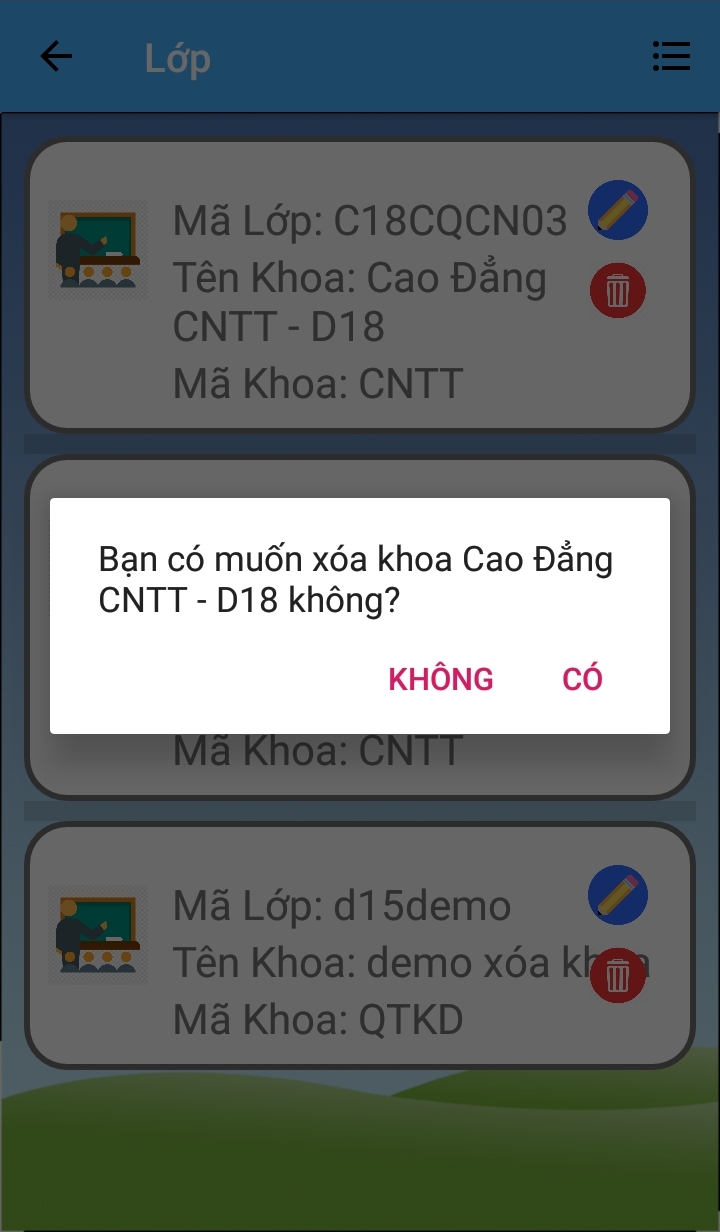 Lớp
Mã Lớp: C18CQCN03
Tên Khoa: Cao Đẳng
CNTT - D18
Mã Khoa: CNTT
Bạn có muốn xóa khoa Cao Đẳng
CNTT - D18 không?
KHÔNG CÓ
Mã Khoa: CNTT
Mã Lớp: d15demo
Tên Khoa: demo xóa khoa
Mã Khoa: QTKD